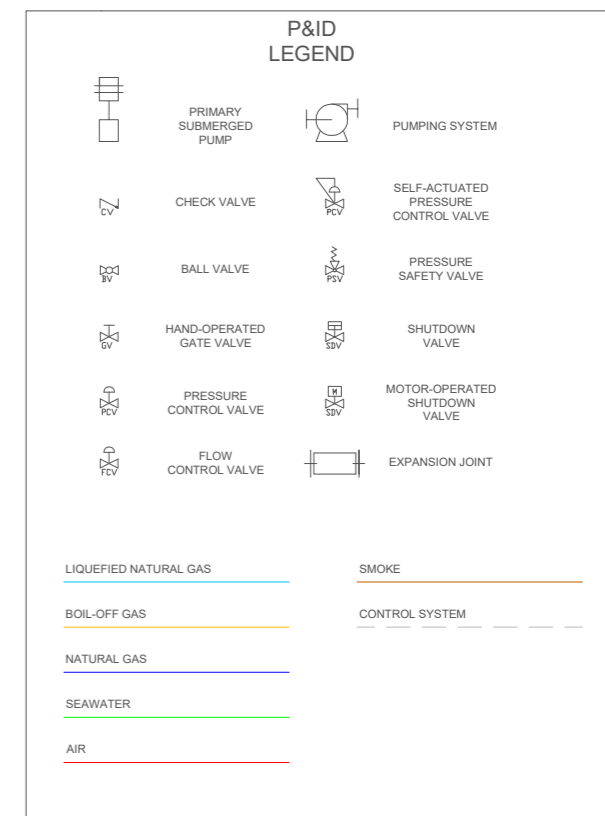 P&ID
LEGEND
PRIMARY
SUBMERGED
PUMP
PUMPING SYSTEM
CV
CHECK VALVE
PCV
SELF-ACTUATED
PRESSURE
CONTROL VALVE
BV
BALL VALVE
PSV
PRESSURE
SAFETY VALVE
GV
HAND-OPERATED
GATE VALVE
SDV
SHUTDOWN
VALVE
PCV
PRESSURE
CONTROL VALVE
M
SDV
MOTOR-OPERATED
SHUTDOWN
VALVE
FCV
FLOW
CONTROL VALVE
EXPANSION JOINT
LIQUEFIED NATURAL GAS
SMOKE
BOIL-OFF GAS
CONTROL SYSTEM
NATURAL GAS
SEAWATER
AIR